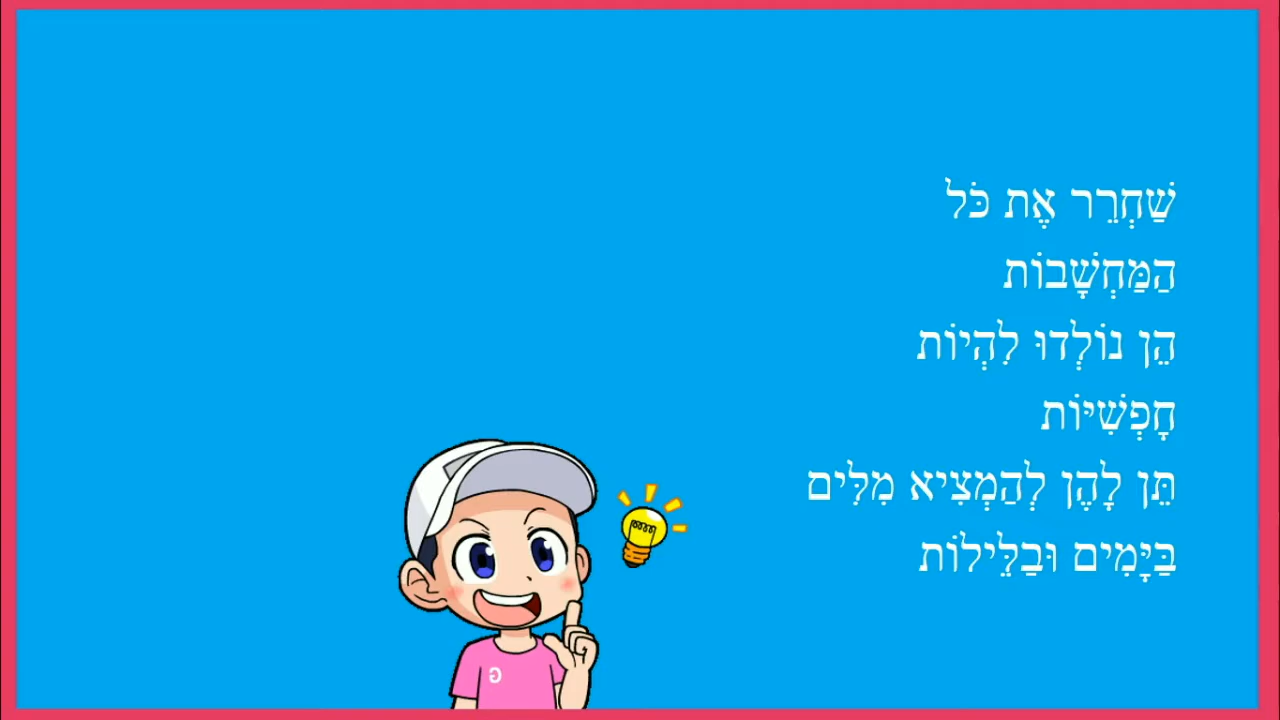 שַׁחְרֵר אֶת כֹּל
הַמַּחְשָׁבוֹת
הֵן נוֹלְדוּ לִהְיוֹת
חָפְשִׁיּוֹת
תֵּן לָהֶן לְהַמְצִיא מִלִּים
בַּיָּמִים וּבַלֵּילוֹת